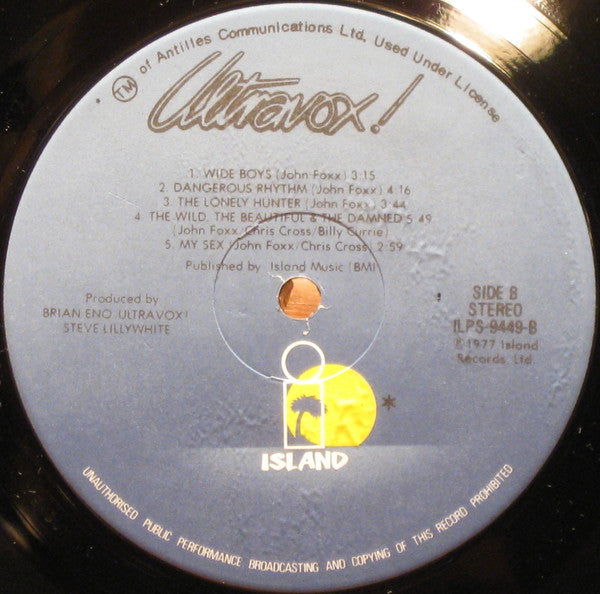 TM of Antilles Communications Ltd. Used Under License
Ultravox!
1. WIDE BOYS (John Foxx) 3:15
2. DANGEROUS RHYTHM (John Foxx) 4:16
3. THE LONELY HUNTER (John Foxx) 3:44
4. THE WILD. THE BEAUTIFUL & THE DAMNED 5:49
(John Foxx/Chris Cross/Billy Currie)
5. MY SEX (John Foxx/Chris Cross) 2:59
Published by Island Music (BMI)
Produced by
BRIAN ENO ULTRAVOX!
STEVE LILLYWHITE
SIDE B
STEREO
ILPS-9449-B
℗ 1977 Island
Records Ltd.
ISLAND
UNAUTHORISED PUBLIC PERFORMANCE BROADCASTING AND COPYING OF THIS RECORD PROHIBITED